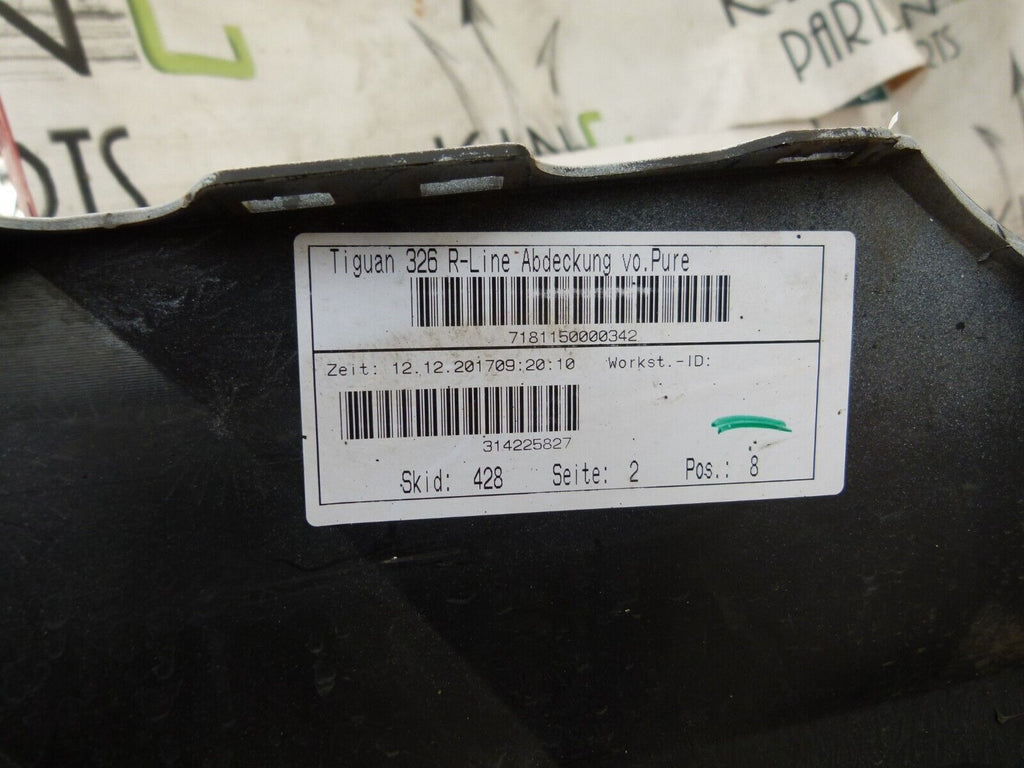 PARTS
Tiguan 326 R-Line Abdeckung vo.Pure
7181150000342
Zeit: 12.12.201709:20:10 Workst.-ID:
314225827
Skid: 428 Seite: 2 Pos.: 8